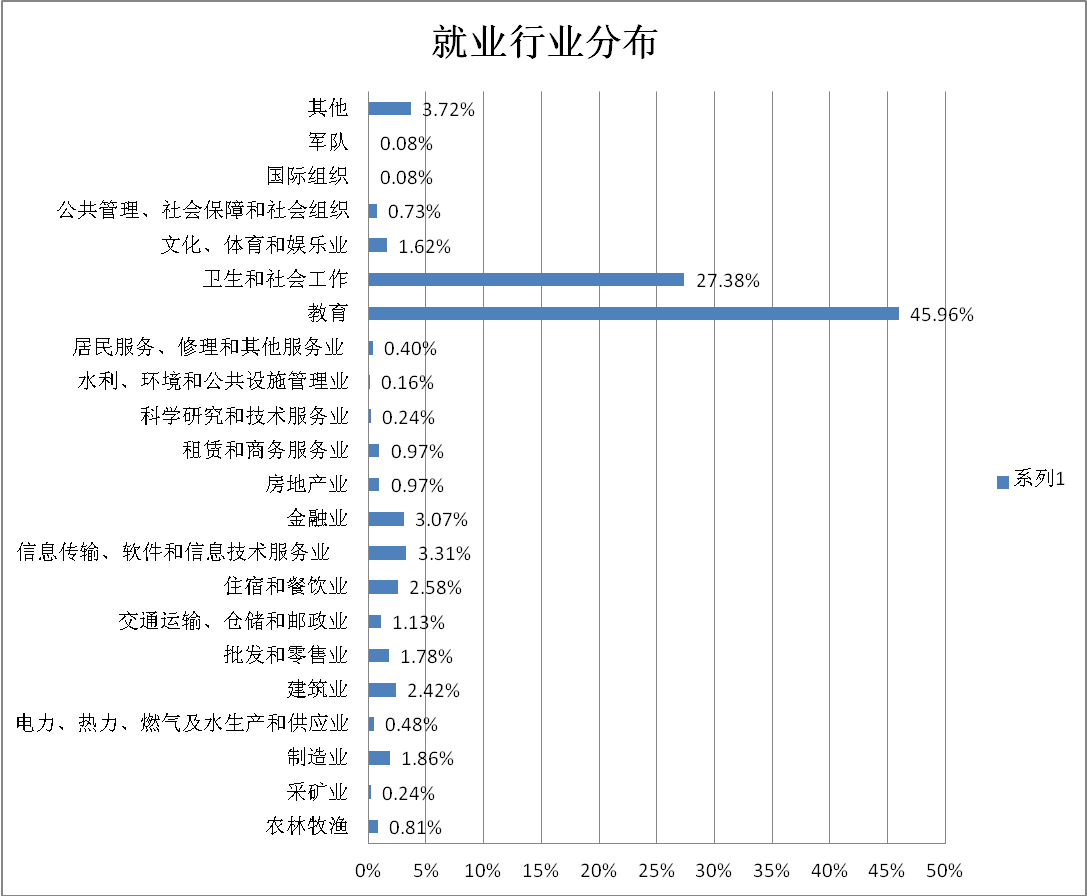 就业行业分布
其他 3.72%
军队 0.08%
国际组织 0.08%
公共管理、社会保障和社会组织 0.73%
文化、体育和娱乐业 1.62%
卫生和社会工作 27.38%
教育 45.96%
居民服务、修理和其他服务业 0.40%
水利、环境和公共设施管理业 0.16%
科学研究和技术服务业 0.24%
租赁和商务服务业 0.97%
房地产业 0.97%
系列1
金融业 3.07%
信息传输、软件和信息技术服务业 3.31%
住宿和餐饮业 2.58%
交通运输、仓储和邮政业 1.13%
批发和零售业 1.78%
建筑业 2.42%
电力、热力、燃气及水生产和供应业 0.48%
制造业 1.86%
采矿业 0.24%
农林牧渔 0.81%
0% 5% 10% 15% 20% 25% 30% 35% 40% 45% 50%